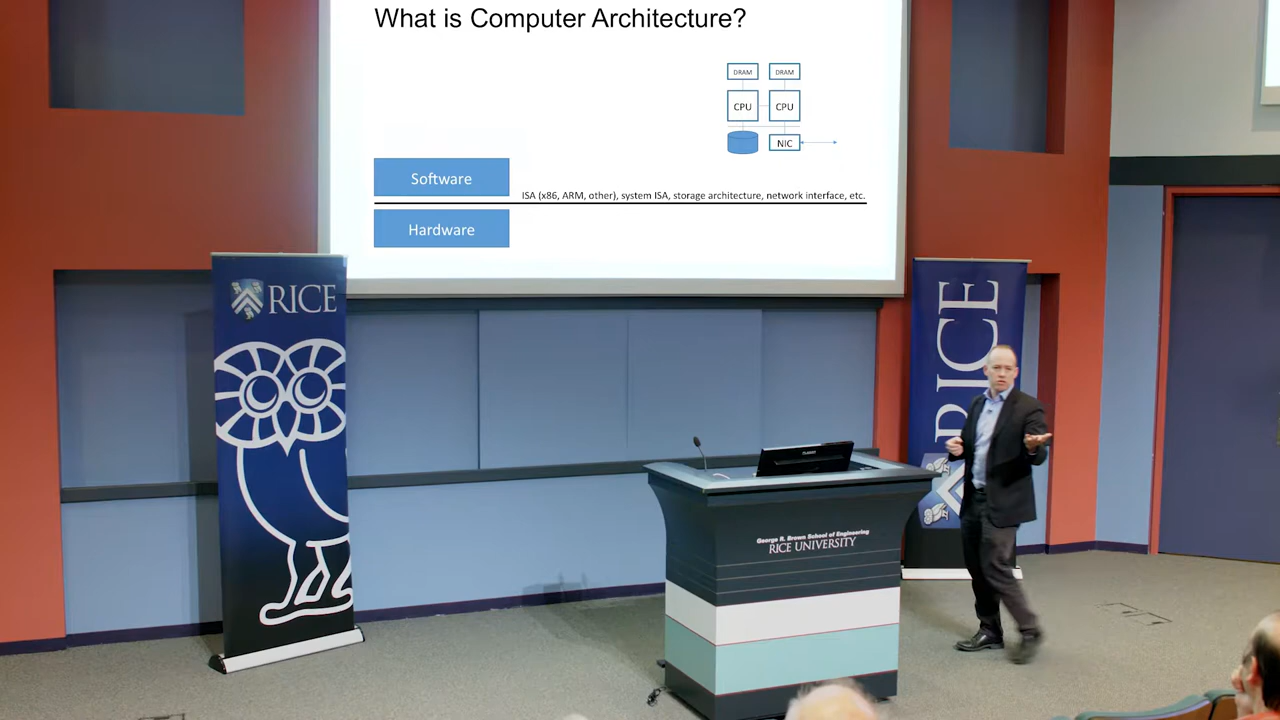 What is Computer Architecture?
DRAM DRAM
CPU CPU
NIC
Software
ISA (x86, ARM, other), system ISA, storage architecture, network interface, etc.
Hardware
RICE
RICE
George R. Brown School of Engineering
RICE UNIVERSITY